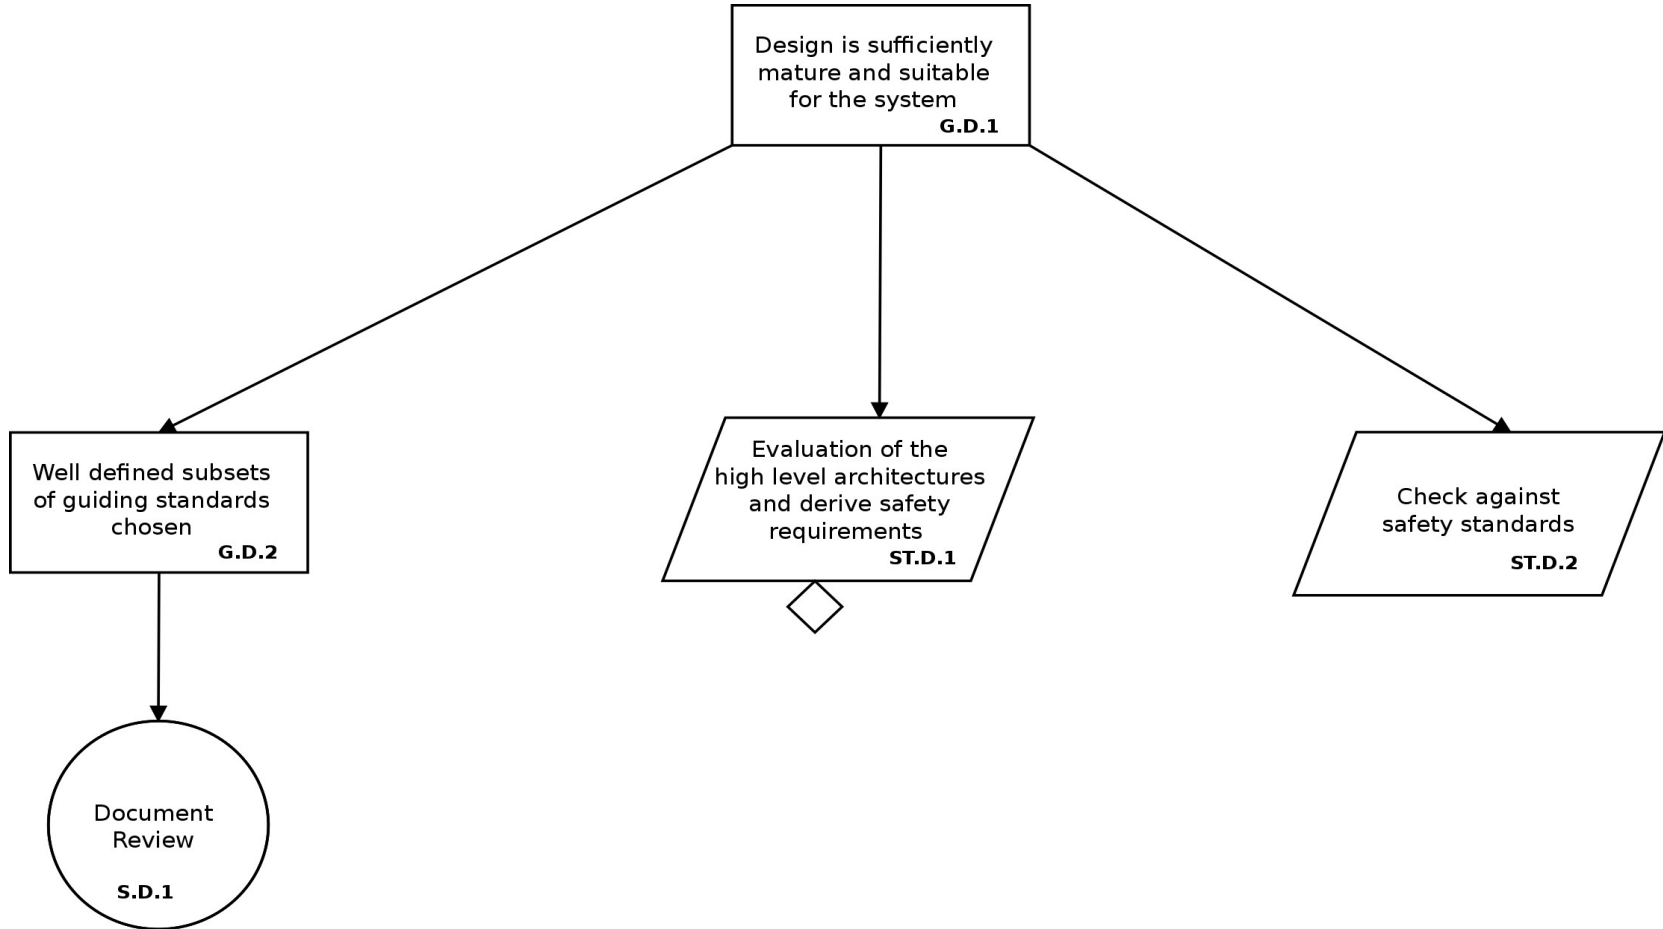 Design is sufficiently
mature and suitable
for the system
G.D.1
Well defined subsets
of guiding standards
chosen
G.D.2
Evaluation of the
high level architectures
and derive safety
requirements
ST.D.1
Check against
safety standards
ST.D.2
Document
Review
S.D.1